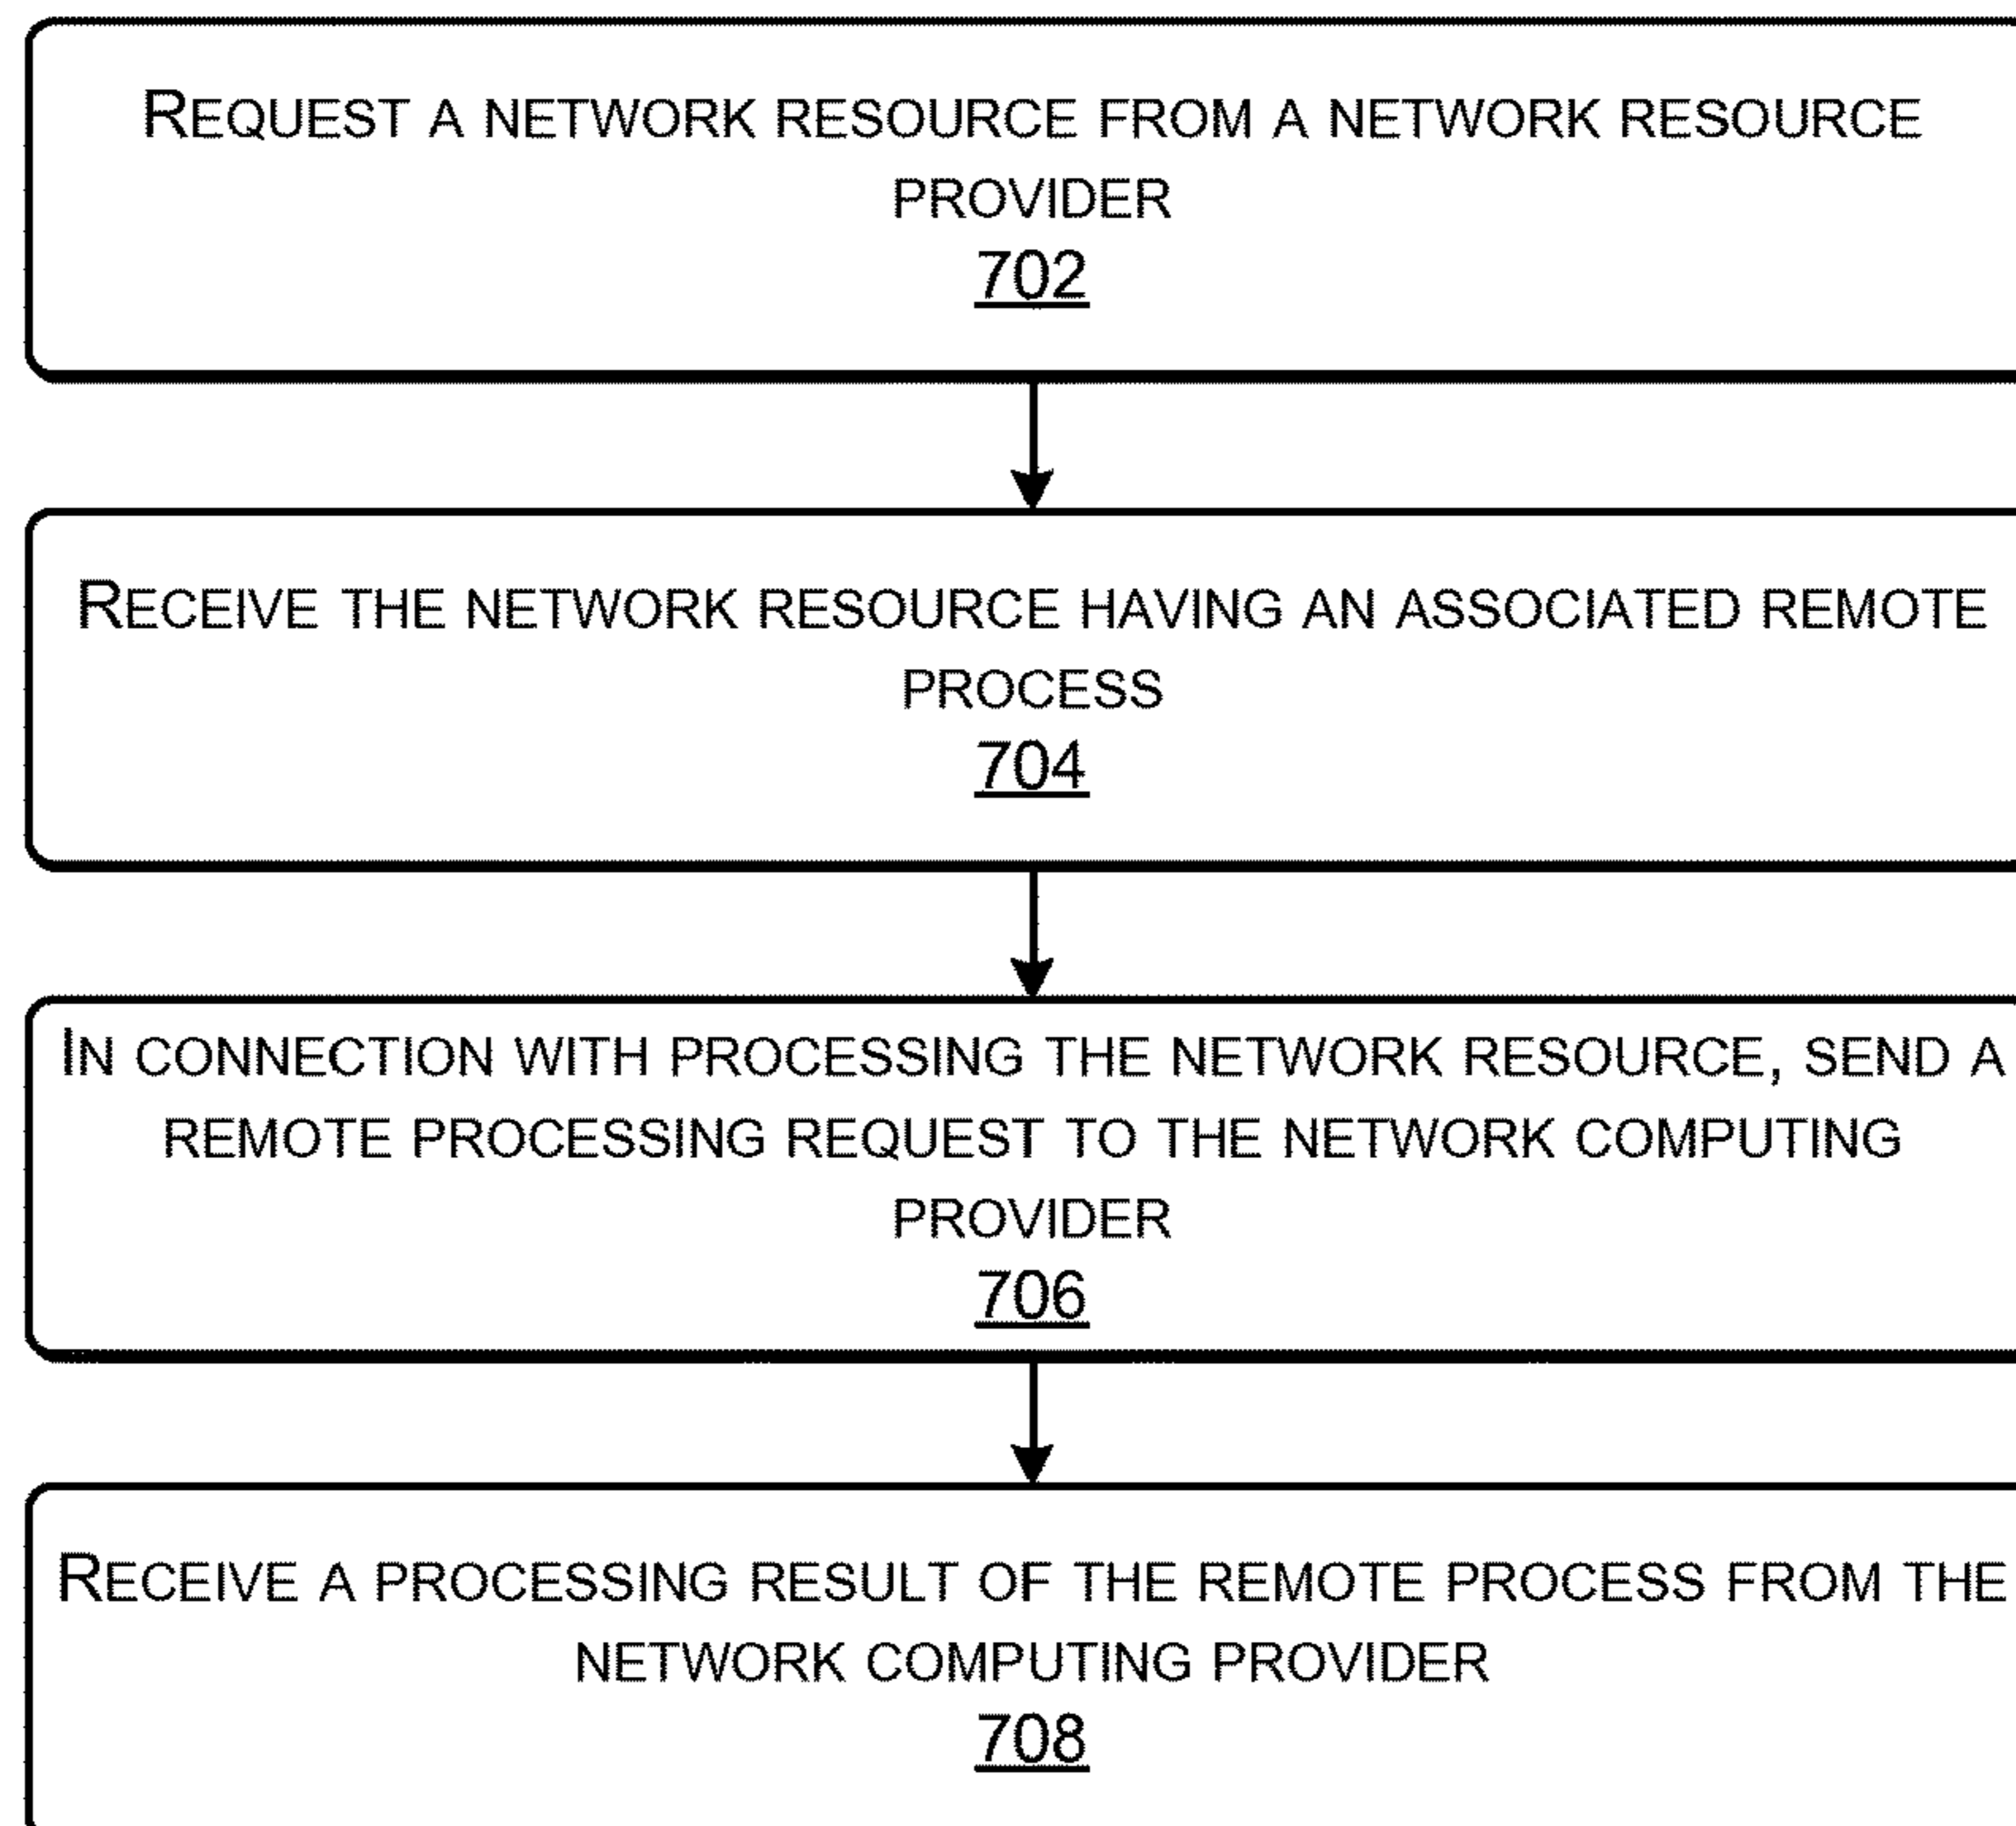 REQUEST A NETWORK RESOURCE FROM A NETWORK RESOURCE
PROVIDER
702
RECEIVE THE NETWORK RESOURCE HAVING AN ASSOCIATED REMOTE
PROCESS
704
IN CONNECTION WITH PROCESSING THE NETWORK RESOURCE, SEND A
REMOTE PROCESSING REQUEST TO THE NETWORK COMPUTING
PROVIDER
706
RECEIVE A PROCESSING RESULT OF THE REMOTE PROCESS FROM THE
NETWORK COMPUTING PROVIDER
708